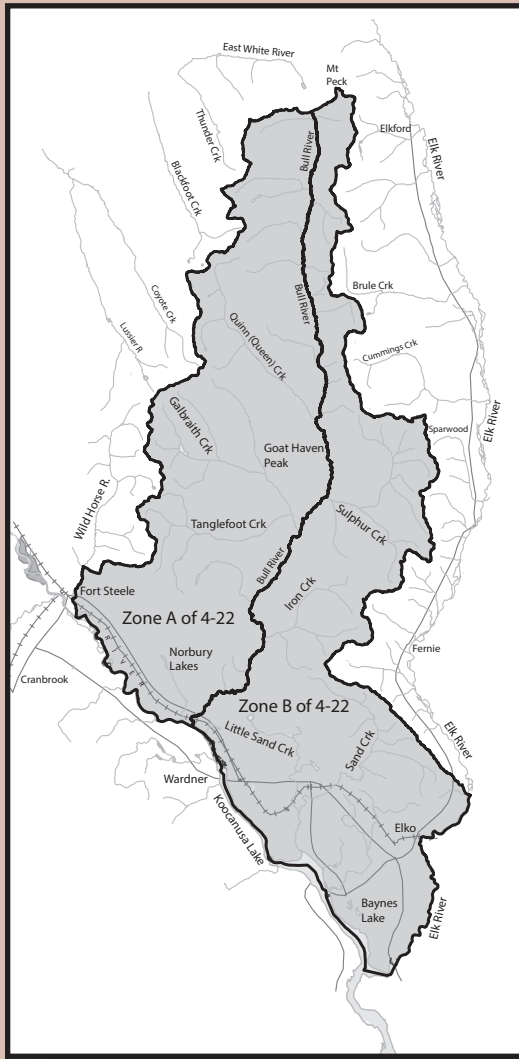 East White River
Mt
Peck
Thunder Crk
Elkford
Bull River
Elk River
Blackfoot Crk
Coyote Crk
Bull River
Brule Crk
Lussier R
Quinn (Queen) Crk
Cummings Crk
Galbraith Crk
Sparwood
Elk River
Goat Haven
Peak
Wild Horse R.
Tanglefoot Crk
Sulphur Crk
Bull River
Iron Crk
Fort Steele
Zone A of 4-22
RIVER
Norbury
Lakes
Fernie
Cranbrook
Zone B of 4-22
Little Sand Crk
Sand Crk
Elk River
Wardner
Koocanusa Lake
Elko
Baynes
Lake
Elk River